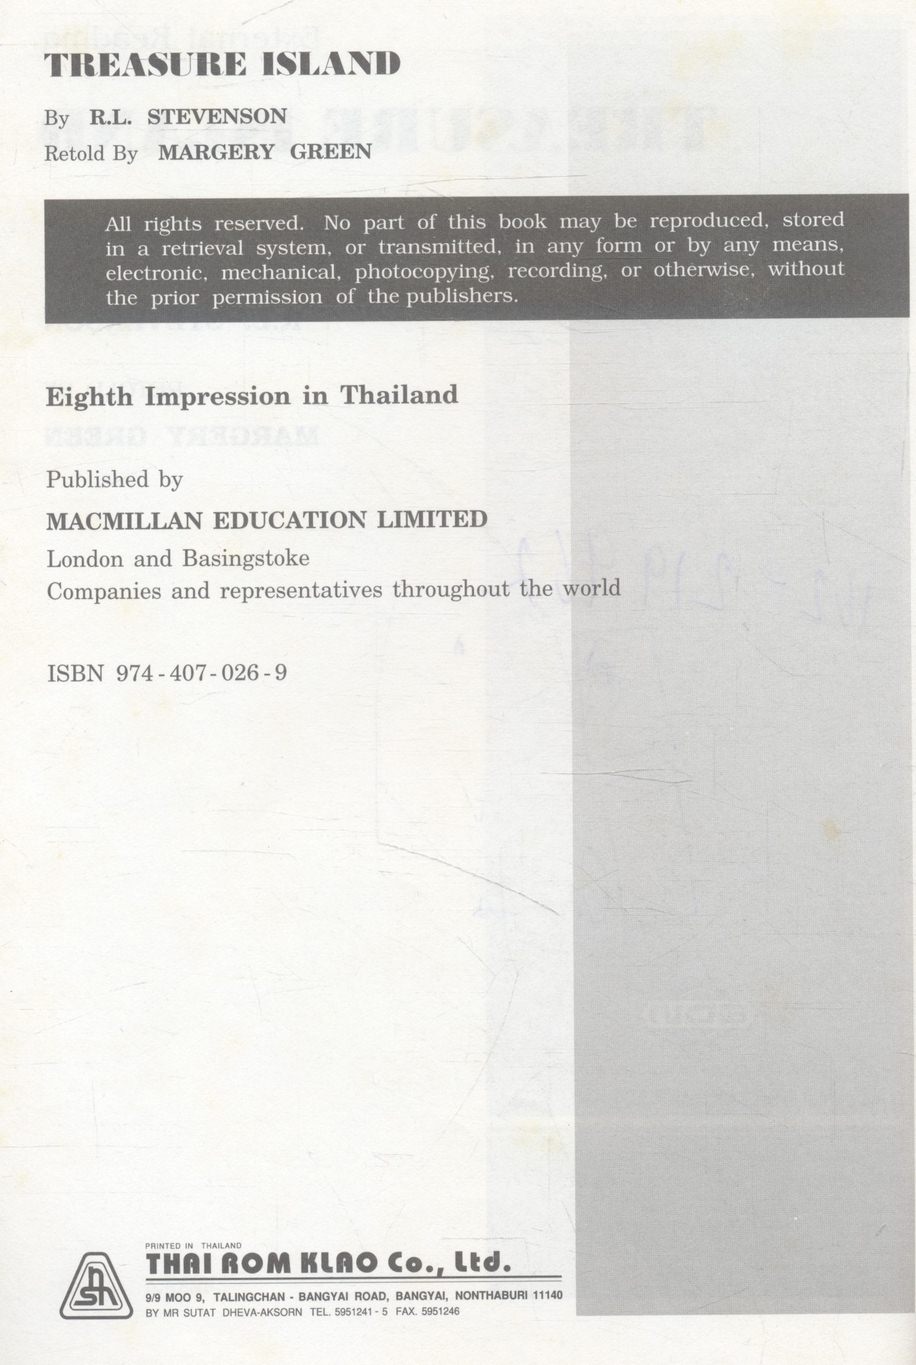 TREASURE ISLAND
By R.L. STEVENSON
Retold By MARGERY GREEN
All rights reserved. No part of this book may be reproduced, stored
in a retrieval system, or transmitted, in any form or by any means,
electronic, mechanical, photocopying, recording, or otherwise, without
the prior permission of the publishers.
Eighth Impression in Thailand
Published by
MACMILLAN EDUCATION LIMITED
London and Basingstoke
Companies and representatives throughout the world
ISBN 974-407-026-9
PRINTED IN THAILAND
THAI ROM KLAO Co., Ltd.
9/9 MOO 9, TALINGCHAN - BANGYAI ROAD, BANGYAI, NONTHABURI 11140
BY MR SUTAT DHEVA-AKSORN TEL. 5951241 - 5 FAX. 5951246